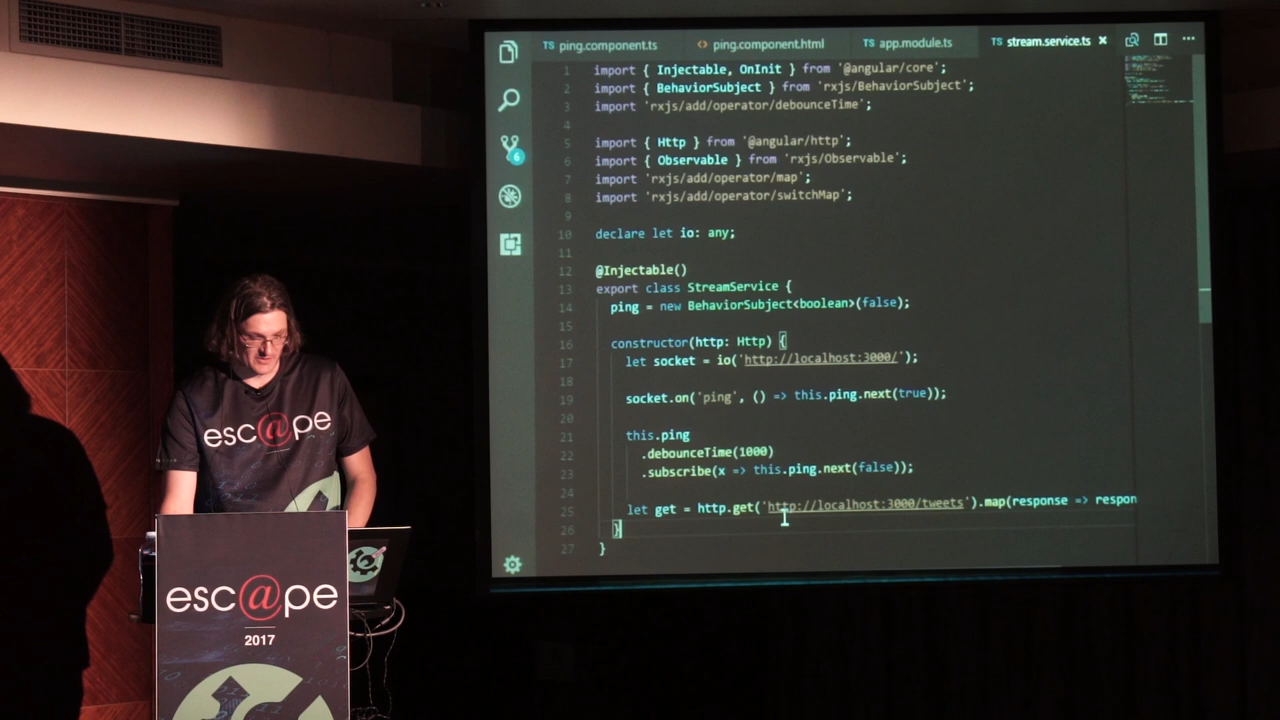 TS ping.component.ts <> ping.component.html TS app.module.ts TS stream.service.ts ×
6
1 import { Injectable, OnInit } from '@angular/core';
2 import { BehaviorSubject } from 'rxjs/BehaviorSubject';
3 import 'rxjs/add/operator/debounceTime';
4
5 import { Http } from '@angular/http';
6 import { Observable } from 'rxjs/Observable';
7 import 'rxjs/add/operator/map';
8 import 'rxjs/add/operator/switchMap';
9
10 declare let io: any;
11
12 @Injectable()
13 export class StreamService {
14 ping = new BehaviorSubject<boolean>(false);
15
16 constructor(http: Http) {
17 let socket = io('http://localhost:3000/');
18
19 socket.on('ping', () => this.ping.next(true));
20
21 this.ping
22 .debounceTime(1000)
23 .subscribe(x => this.ping.next(false));
24
25 let get = http.get('http://localhost:3000/tweets').map(response => respon
26 }
27 }
esc@pe
esc@pe
2017